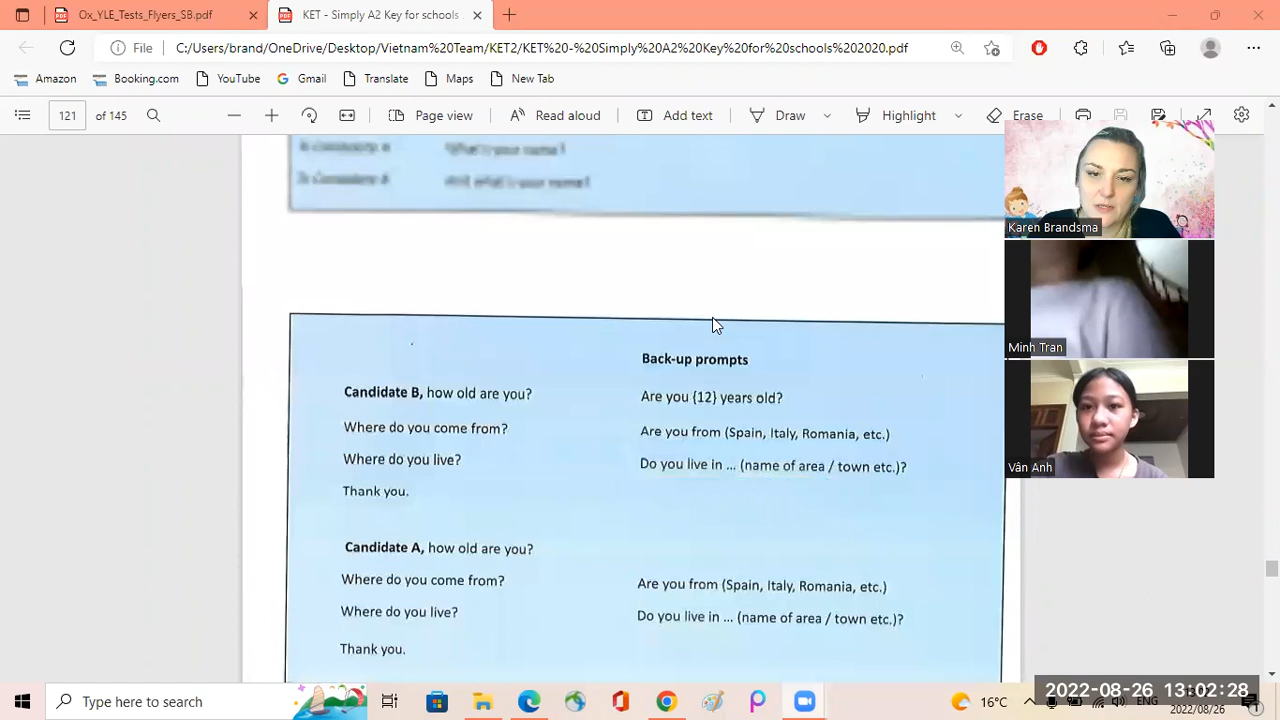 Ox_YLE_Tests_Flyers_SB.pdf
KET - Simply A2 Key for schools
File
C:/Users/brand/OneDrive/Desktop/Vietnam%20Team/KET2/KET%20-%20Simply%20A2%20Key%20for%20schools%202020.pdf
Amazon
Booking.com
YouTube
Gmail
Translate
Maps
New Tab
121 of 145
Page view
Read aloud
Add text
Draw
Highlight
Erase
What's your name?
And what's your name?
Back-up prompts
Candidate B, how old are you?
Are you {12} years old?
Where do you come from?
Are you from (Spain, Italy, Romania, etc.)
Where do you live?
Do you live in ... (name of area / town etc.)?
Thank you.
Candidate A, how old are you?
Where do you come from?
Are you from (Spain, Italy, Romania, etc.)
Where do you live?
Do you live in ... (name of area / town etc.)?
Thank you.
Karen Brandsma
Minh Tran
Vân Anh
Type here to search
16°C
ENG
2022-08-26 13:02:28
2022/08/26